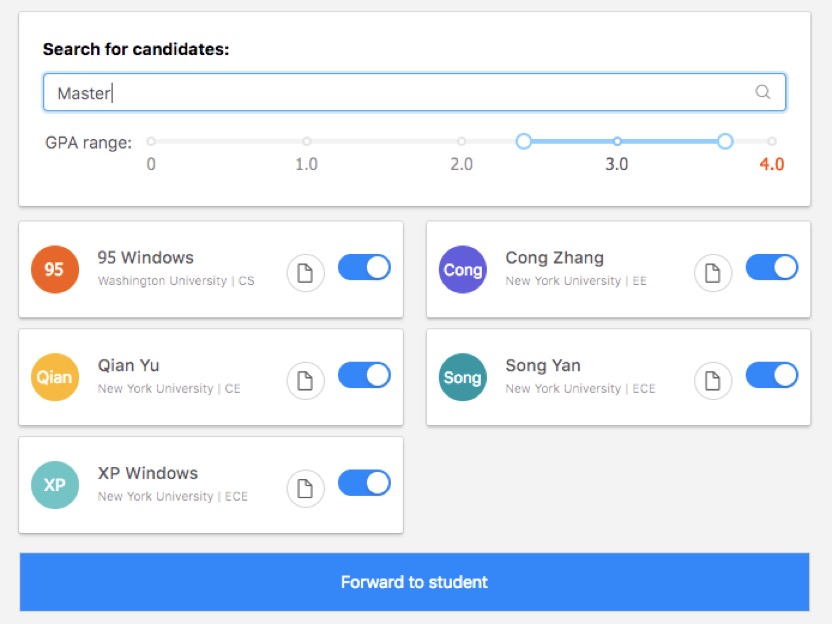 Search for candidates:
Master
GPA range:
0 1.0 2.0 3.0 4.0
95 95 Windows
Washington University | CS
Cong Cong Zhang
New York University | EE
Qian Qian Yu
New York University | CE
Song Song Yan
New York University | ECE
XP XP Windows
New York University | ECE
Forward to student